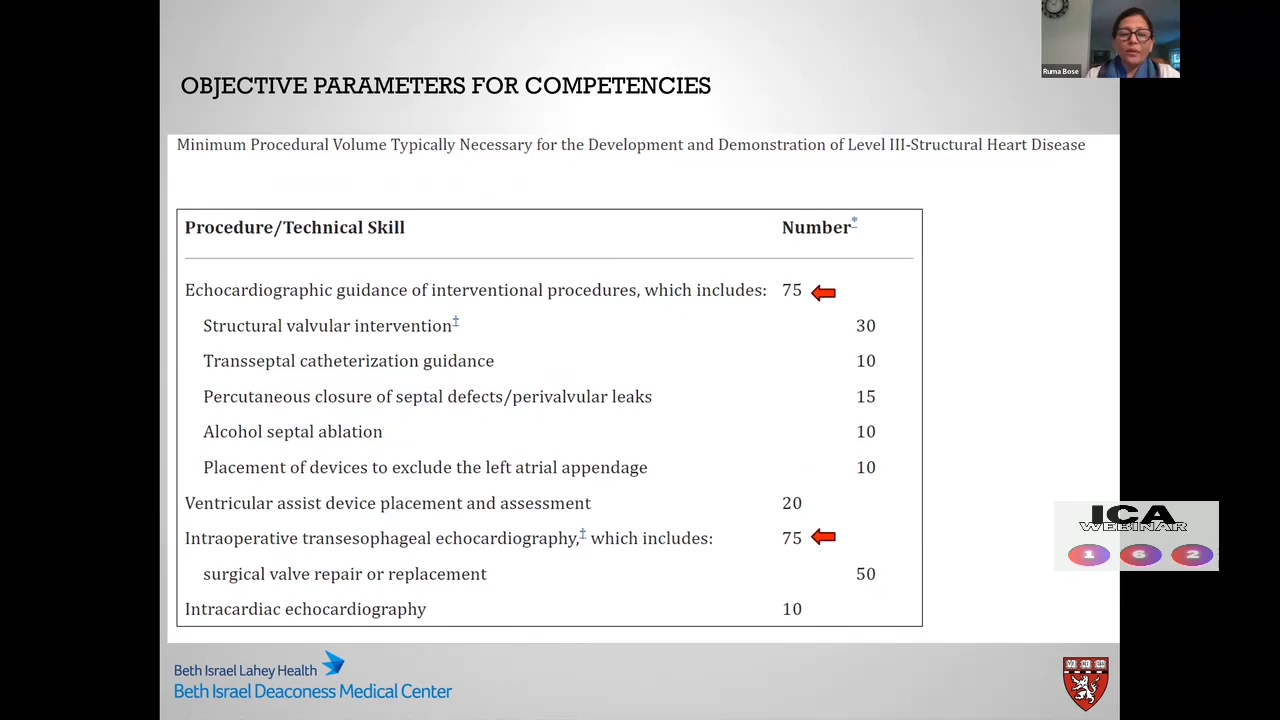 OBJECTIVE PARAMETERS FOR COMPETENCIES
Ruma Bose
Minimum Procedural Volume Typically Necessary for the Development and Demonstration of Level III-Structural Heart Disease
Procedure/Technical Skill Number*
Echocardiographic guidance of interventional procedures, which includes: 75
Structural valvular intervention‡ 30
Transseptal catheterization guidance 10
Percutaneous closure of septal defects/perivalvular leaks 15
Alcohol septal ablation 10
Placement of devices to exclude the left atrial appendage 10
Ventricular assist device placement and assessment 20
Intraoperative transesophageal echocardiography,‡ which includes: 75
surgical valve repair or replacement 50
Intracardiac echocardiography 10
ICA
WEBINAR
1 6 2
Beth Israel Lahey Health
Beth Israel Deaconess Medical Center